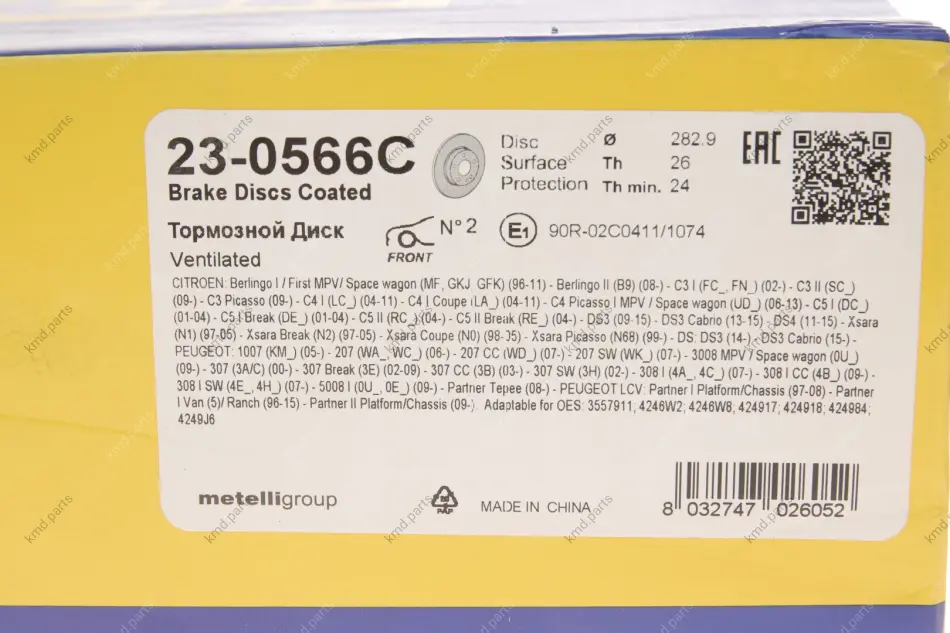 23-0566C
Brake Discs Coated
Тормозной Диск
Ventilated
Disc Ø 282.9
Surface Th 26
Protection Th min. 24
EAC
FRONT
N° 2
E1 90R-02C0411/1074
CITROEN: Berlingo I / First MPV/ Space wagon (MF, GKJ_GFK) (96-11) - Berlingo II (B9) (08-) - C3 I (FC_, FN_) (02-) - C3 II (SC_)
(09-) - C3 Picasso (09-) - C4 I (LC_) (04-11) - C4 I Coupe (LA_) (04-11) - C4 Picasso I MPV / Space wagon (UD_) (06-13) - C5 I (DC_)
(01-04) - C5 I Break (DE_) (01-04) - C5 II (RC_) (04-) - C5 II Break (RE_) (04-) - DS3 (09-15) - DS3 Cabrio (13-15) - DS4 (11-15) - Xsara
(N1) (97-05) - Xsara Break (N2) (97-05) - Xsara Coupe (N0) (98-05) - Xsara Picasso (N68) (99-) - DS: DS3 (14-) - DS3 Cabrio (15-) -
PEUGEOT: 1007 (KM_) (05-) - 207 (WA_, WC_) (06-) - 207 CC (WD_) (07-) - 207 SW (WK_) (07-) - 3008 MPV / Space wagon (0U_)
(09-) - 307 (3A/C) (00-) - 307 Break (3E) (02-09) - 307 CC (3B) (03-) - 307 SW (3H) (02-) - 308 I (4A_, 4C_) (07-) - 308 I CC (4B_) (09-) -
308 I SW (4E_, 4H_) (07-) - 5008 I (0U_, 0E_) (09-) - Partner Tepee (08-) - PEUGEOT LCV: Partner I Platform/Chassis (97-08) - Partner
I Van (5)/ Ranch (96-15) - Partner II Platform/Chassis (09-). Adaptable for OES: 3557911; 4246W2; 4246W8; 424917; 424918; 424984;
4249J6
metelligroup
PAP
MADE IN CHINA
8 032747 026052
kmd.parts